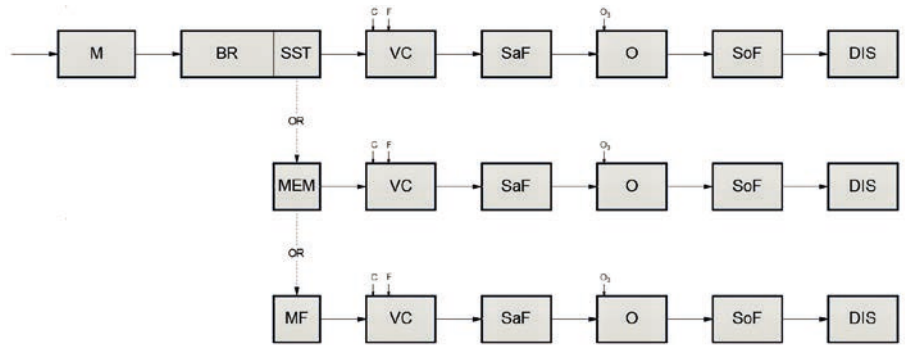 C F O₃
M BR SST VC SaF O SoF DIS
OR
C F O₃
MEM VC SaF O SoF DIS
OR
C F O₃
MF VC SaF O SoF DIS